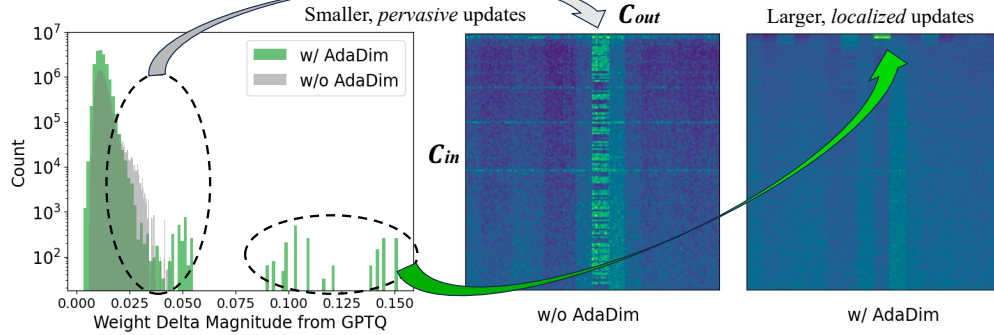 Smaller, pervasive updates
C_out
Larger, localized updates
w/ AdaDim
w/o AdaDim
Count
10^7
10^6
10^5
10^4
10^3
10^2
0.000 0.025 0.050 0.075 0.100 0.125 0.150
Weight Delta Magnitude from GPTQ
C_in
w/o AdaDim
w/ AdaDim